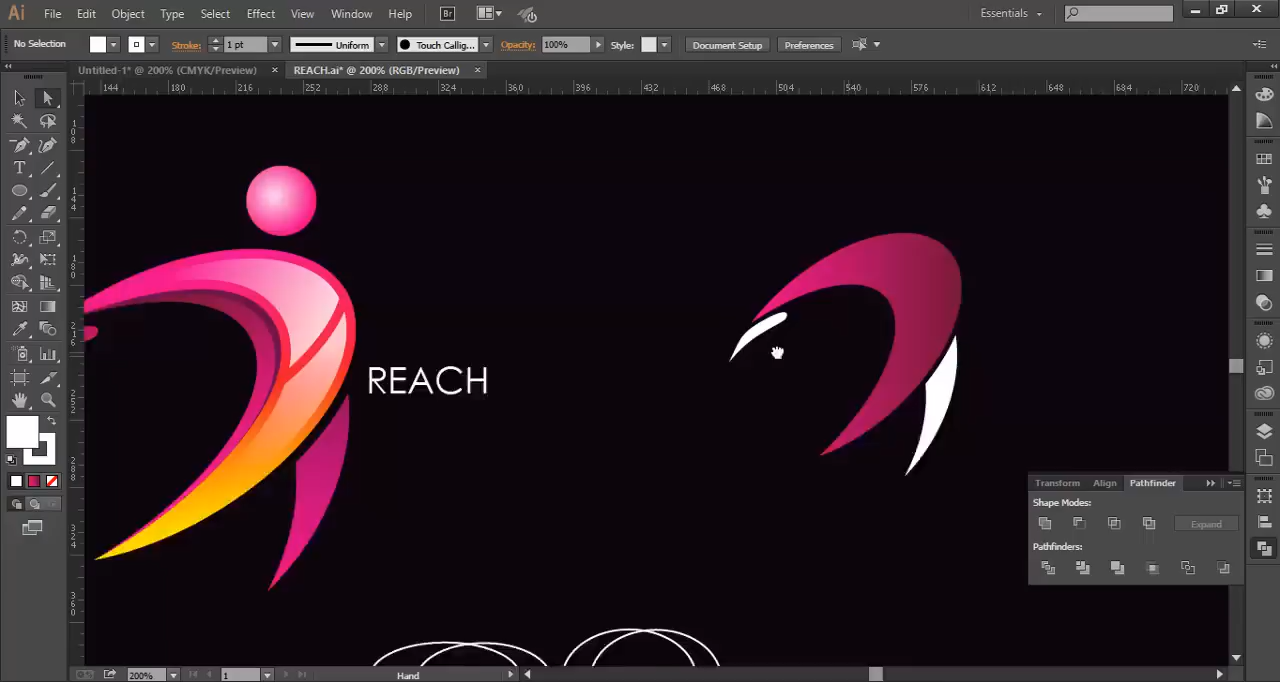 Ai File Edit Object Type Select Effect View Window Help Br Essentials
No Selection Stroke: 1 pt Uniform Touch Callig... Opacity: 100% Style: Document Setup Preferences
Untitled-1* @ 200% (CMYK/Preview) × REACH.ai* @ 200% (RGB/Preview) ×
144 180 216 252 288 324 360 396 432 468 504 540 576 612 648 684 720
REACH
Transform Align Pathfinder
Shape Modes:
Expand
Pathfinders:
200% 1 Hand